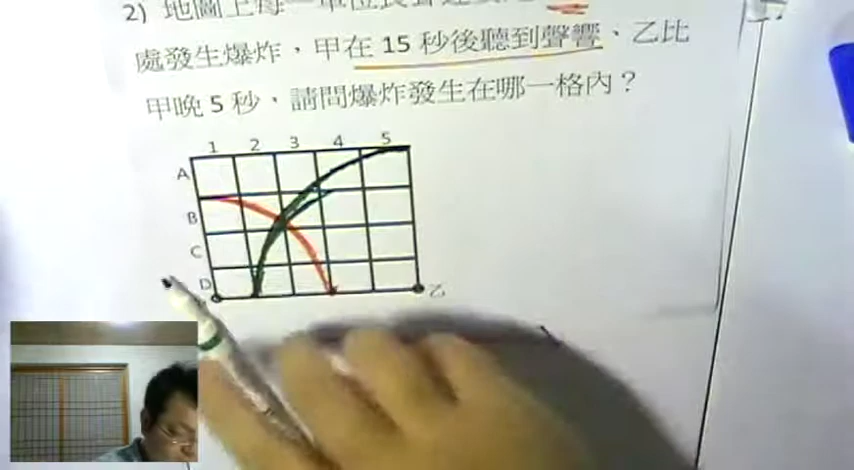 2) 地圖上每一單位長
處發生爆炸，甲在 15 秒後聽到聲響、乙比
甲晚 5 秒，請問爆炸發生在哪一格內？
1 2 3 4 5
A
B
C
D
乙